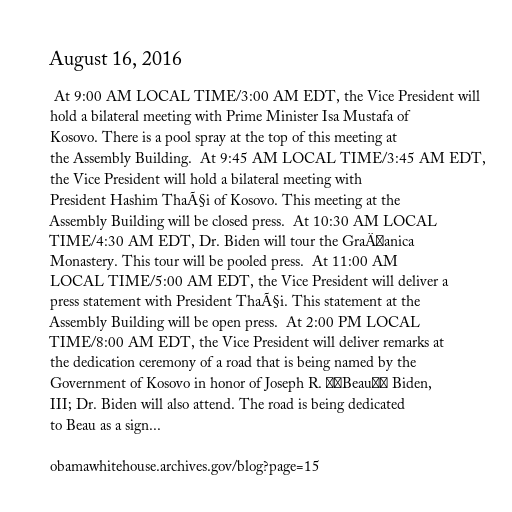 August 16, 2016
At 9:00 AM LOCAL TIME/3:00 AM EDT, the Vice President will
hold a bilateral meeting with Prime Minister Isa Mustafa of
Kosovo. There is a pool spray at the top of this meeting at
the Assembly Building.  At 9:45 AM LOCAL TIME/3:45 AM EDT,
the Vice President will hold a bilateral meeting with
President Hashim ThaÃ§i of Kosovo. This meeting at the
Assembly Building will be closed press.  At 10:30 AM LOCAL
TIME/4:30 AM EDT, Dr. Biden will tour the GraÄ□anica
Monastery. This tour will be pooled press.  At 11:00 AM
LOCAL TIME/5:00 AM EDT, the Vice President will deliver a
press statement with President ThaÃ§i. This statement at the
Assembly Building will be open press.  At 2:00 PM LOCAL
TIME/8:00 AM EDT, the Vice President will deliver remarks at
the dedication ceremony of a road that is being named by the
Government of Kosovo in honor of Joseph R. □□Beau□□ Biden,
III; Dr. Biden will also attend. The road is being dedicated
to Beau as a sign...
obamawhitehouse.archives.gov/blog?page=15